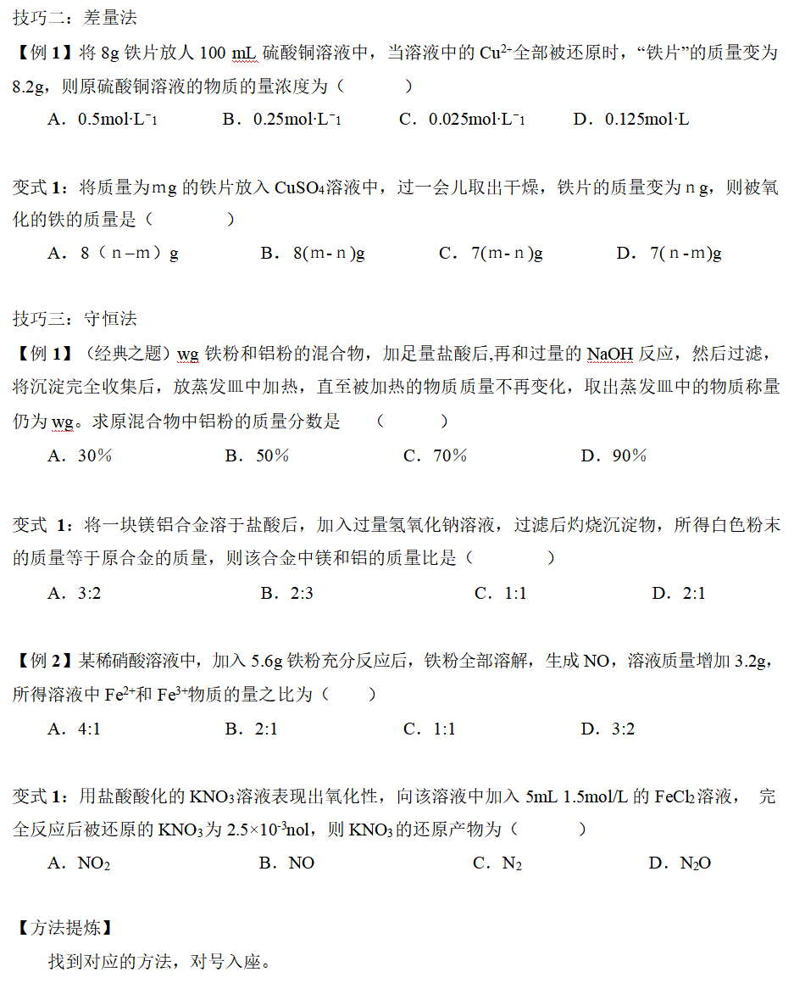 技巧二：差量法
【例 1】将 8g 铁片放人 100 mL 硫酸铜溶液中，当溶液中的 Cu²⁺全部被还原时，“铁片”的质量变为
8.2g，则原硫酸铜溶液的物质的量浓度为（ ）
A．0.5mol·L⁻1 B．0.25mol·L⁻1 C．0.025mol·L⁻1 D．0.125mol·L
变式 1：将质量为ｍg 的铁片放入 CuSO₄溶液中，过一会儿取出干燥，铁片的质量变为ｎg，则被氧
化的铁的质量是（ ）
A．8（ｎ–ｍ）g B．8(ｍ-ｎ)g C．7(ｍ-ｎ)g D．7(ｎ-ｍ)g
技巧三：守恒法
【例 1】（经典之题）wg 铁粉和铝粉的混合物，加足量盐酸后,再和过量的 NaOH 反应，然后过滤，
将沉淀完全收集后，放蒸发皿中加热，直至被加热的物质质量不再变化，取出蒸发皿中的物质称量
仍为 wg。求原混合物中铝粉的质量分数是 （ ）
A．30％ B．50％ C．70％ D．90％
变式 1：将一块镁铝合金溶于盐酸后，加入过量氢氧化钠溶液，过滤后灼烧沉淀物，所得白色粉末
的质量等于原合金的质量，则该合金中镁和铝的质量比是（ ）
A．3:2 B．2:3 C．1:1 D．2:1
【例 2】某稀硝酸溶液中，加入 5.6g 铁粉充分反应后，铁粉全部溶解，生成 NO，溶液质量增加 3.2g，
所得溶液中 Fe²⁺和 Fe³⁺物质的量之比为（ ）
A．4:1 B．2:1 C．1:1 D．3:2
变式 1：用盐酸酸化的 KNO₃溶液表现出氧化性，向该溶液中加入 5mL 1.5mol/L 的 FeCl₂溶液， 完
全反应后被还原的 KNO₃为 2.5×10⁻³nol，则 KNO₃的还原产物为（ ）
A．NO₂ B．NO C．N₂ D．N₂O
【方法提炼】
找到对应的方法，对号入座。